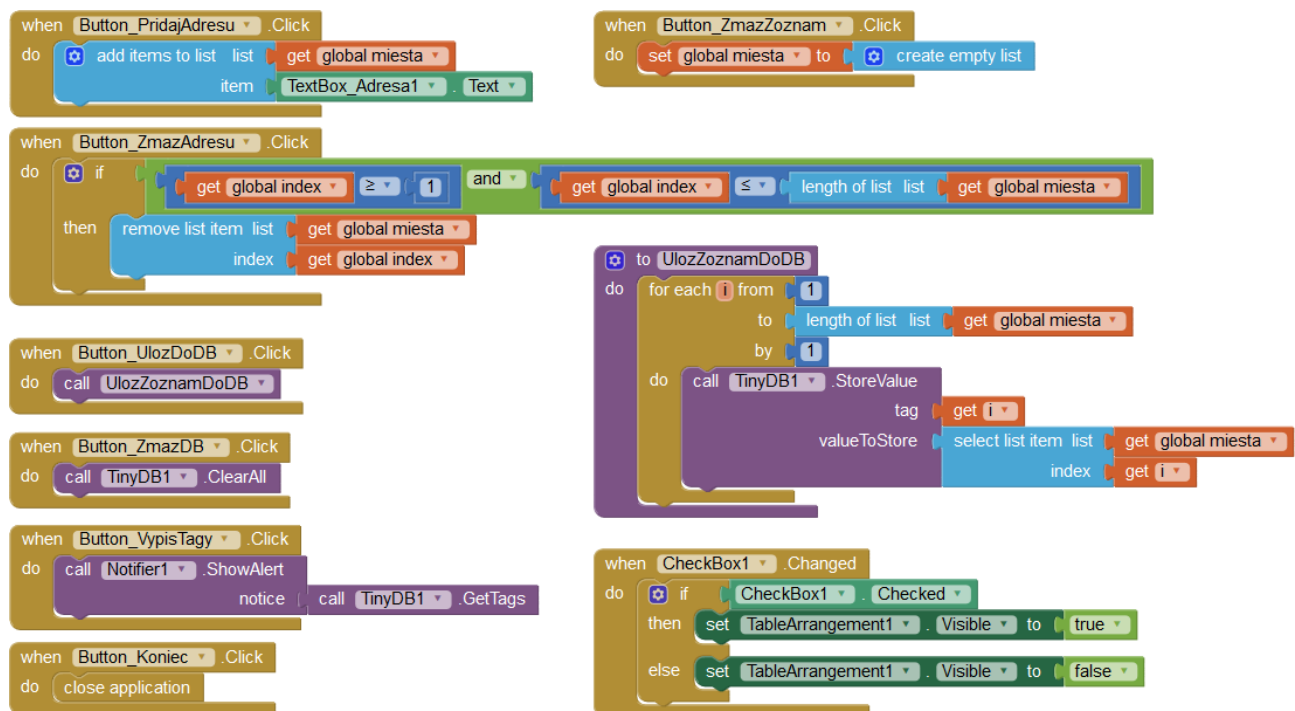 when Button_PridajAdresu .Click
do add items to list list get global miesta
item TextBox_Adresa1 . Text
when Button_ZmazAdresu .Click
do if get global index ≥ 1 and get global index ≤ length of list list get global miesta
then remove list item list get global miesta
index get global index
when Button_UlozDoDB .Click
do call UlozZoznamDoDB
when Button_ZmazDB .Click
do call TinyDB1 .ClearAll
when Button_VypisTagy .Click
do call Notifier1 .ShowAlert
notice call TinyDB1 .GetTags
when Button_Koniec .Click
do close application
when Button_ZmazZoznam .Click
do set global miesta to create empty list
to UlozZoznamDoDB
do for each i from 1
to length of list list get global miesta
by 1
do call TinyDB1 .StoreValue
tag get i
valueToStore select list item list get global miesta
index get i
when CheckBox1 .Changed
do if CheckBox1 . Checked
then set TableArrangement1 . Visible to true
else set TableArrangement1 . Visible to false